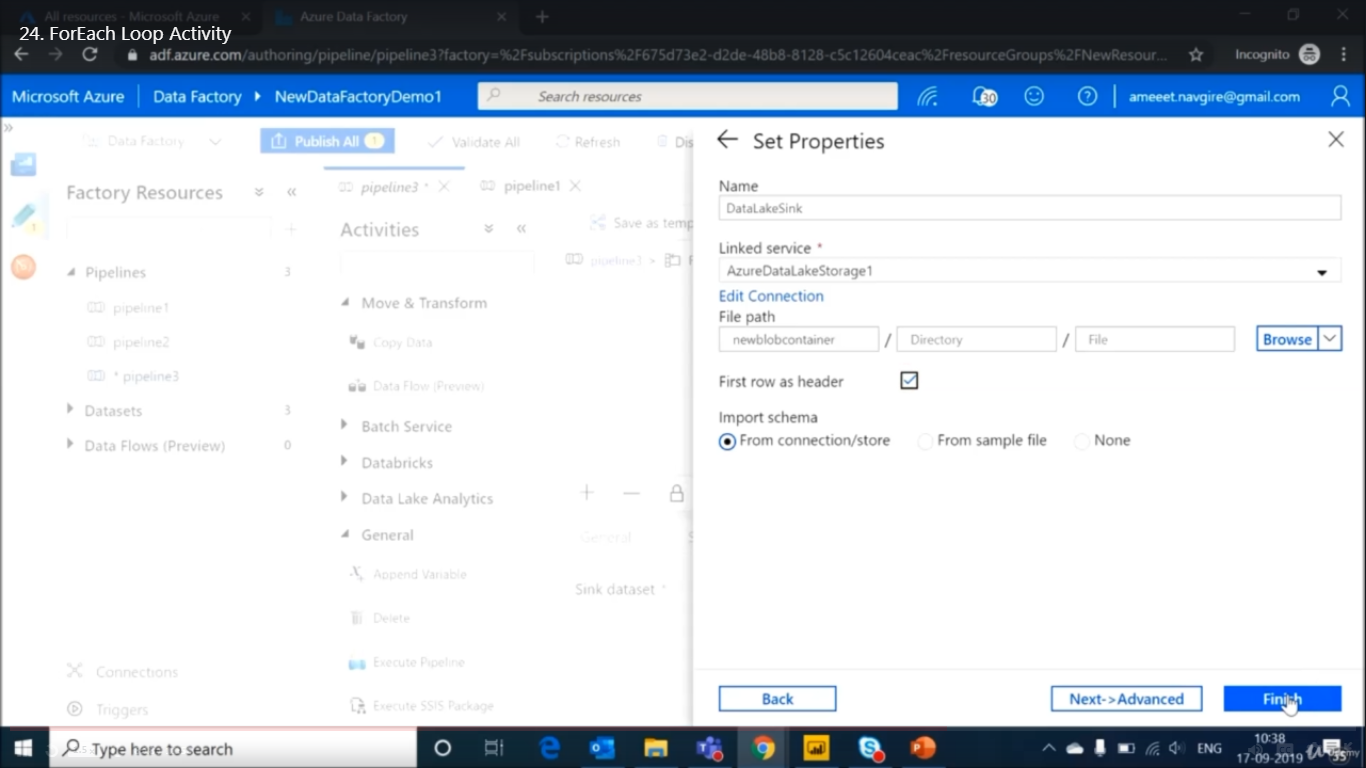 All resources - Microsoft Azure
Azure Data Factory
24. ForEach Loop Activity
adf.azure.com/authoring/pipeline/pipeline3?factory=%2Fsubscriptions%2F675d73e2-d2de-48b8-8128-c5c12604ceac%2FresourceGroups%2FNewResour...
Incognito
Microsoft Azure
Data Factory
NewDataFactoryDemo1
Search resources
30
ameeet.navgire@gmail.com
Data Factory
Publish All 1
Validate All
Refresh
Dis
Factory Resources
Pipelines 3
pipeline1
pipeline2
* pipeline3
Datasets 3
Data Flows (Preview) 0
Connections
Triggers
1
pipeline3 *
pipeline1
Activities
Save as temp
pipeline3 > F
Move & Transform
Copy Data
Data Flow (Preview)
Batch Service
Databricks
Data Lake Analytics
General
Append Variable
Delete
Execute Pipeline
Execute SSIS Package
General S
Sink dataset *
Set Properties
Name
DataLakeSink
Linked service *
AzureDataLakeStorage1
Edit Connection
File path
newblobcontainer / Directory / File
Browse
First row as header
Import schema
From connection/store
From sample file
None
Back
Next->Advanced
Finish
Type here to search
ENG
10:38
17-09-2019